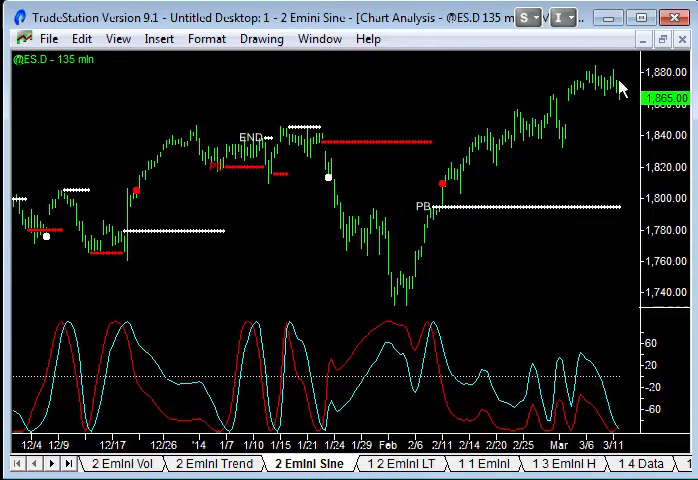 TradeStation Version 9.1 - Untitled Desktop: 1 - 2 Emini Sine - [Chart Analysis - @ES.D 135 m
S
I
File Edit View Insert Format Drawing Window Help
@ES.D - 135 min
1,880.00
1,865.00
1,840.00
1,820.00
1,800.00
1,780.00
1,760.00
1,740.00
END
PB
60
20
-20
-60
12/4 12/9 12/17 12/26 '14 1/7 1/10 1/15 1/21 1/24 1/29 Feb 2/6 2/11 2/14 2/20 2/25 Mar 3/6 3/11
2 Emini Vol 2 Emini Trend 2 Emini Sine 1 2 Emini LT 1 1 Emini 1 3 Emini H 1 4 Data 1